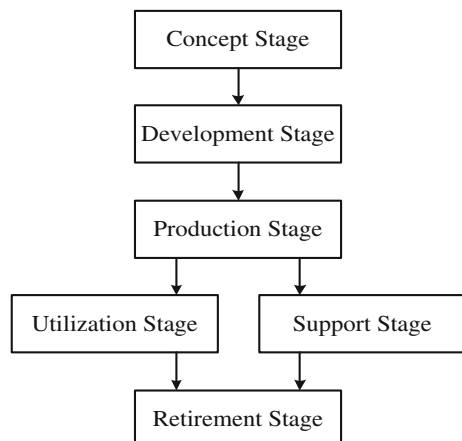 Concept Stage
Development Stage
Production Stage
Utilization Stage
Support Stage
Retirement Stage